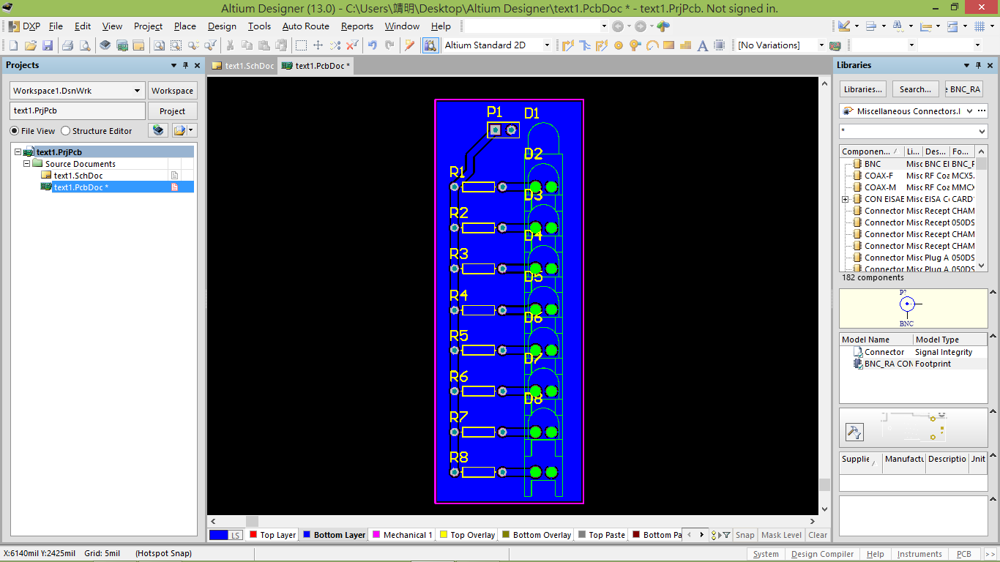 Altium Designer (13.0) - C:\Users\靖明\Desktop\Altium Designer\text1.PcbDoc * - text1.PrjPcb. Not signed in.
DXP File Edit View Project Place Design Tools Auto Route Reports Window Help
Altium Standard 2D [No Variations]
Projects
Workspace1.DsnWrk Workspace
text1.PrjPcb Project
File View Structure Editor
text1.PrjPcb
Source Documents
text1.SchDoc
text1.PcbDoc *
text1.SchDoc text1.PcbDoc *
P1 D1
D2
R1
D3
R2
D4
R3
D5
R4
D6
R5
D7
R6
D8
R7
R8
LS Top Layer Bottom Layer Mechanical 1 Top Overlay Bottom Overlay Top Paste Bottom Pa Snap Mask Level Clear
Libraries
Libraries... Search... BNC_RA
Miscellaneous Connectors.I
*
Componen... Li... Des... Fo...
BNC Misc BNC El BNC_F
COAX-F Misc RF Coa MCX5.
COAX-M Misc RF Coa MMCX
CON EISAE Misc EISA Cc CARD
Connector Misc Recept CHAM
Connector Misc Recept 050DS
Connector Misc Recept CHAM
Connector Misc Recept CHAM
Connector Misc Plug A 050DS
Connector Misc Plug A CHAM
182 components
P?
BNC
Model Name Model Type
Connector Signal Integrity
BNC_RA CON Footprint
Supplie Manufactu Descriptio Jnit
X:6140mil Y:2425mil Grid: 5mil (Hotspot Snap)
System Design Compiler Help Instruments PCB >>